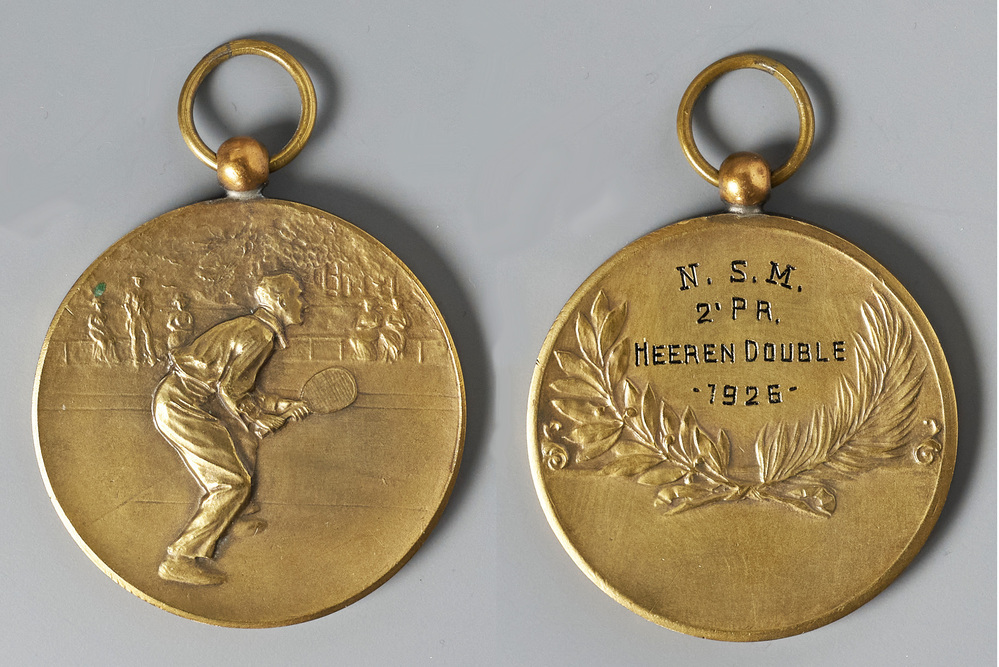 N. S. M.
2' PR.
HEEREN DOUBLE
- 1926 -